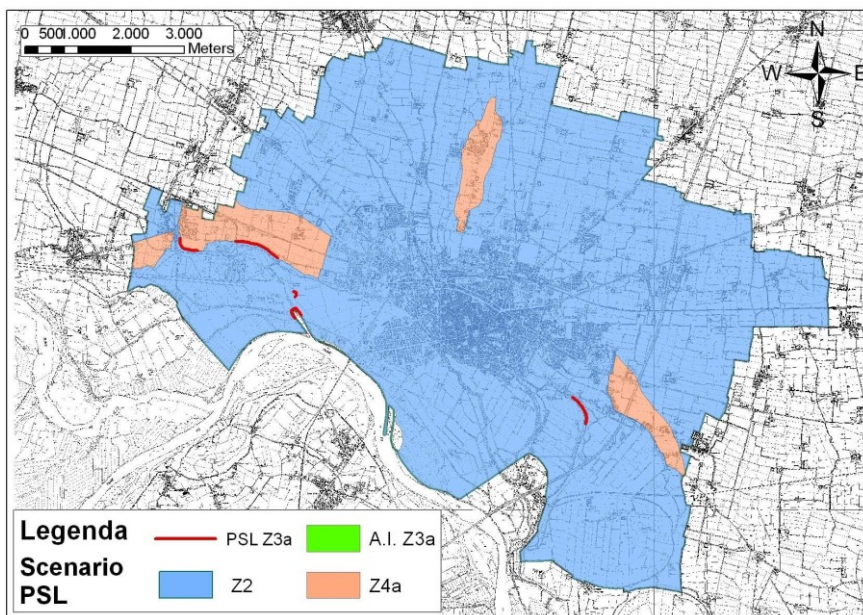 0 500 1.000 2.000 3.000
Meters
N
W E
S
Legenda
PSL Z3a
A.I. Z3a
Scenario
PSL
Z2
Z4a